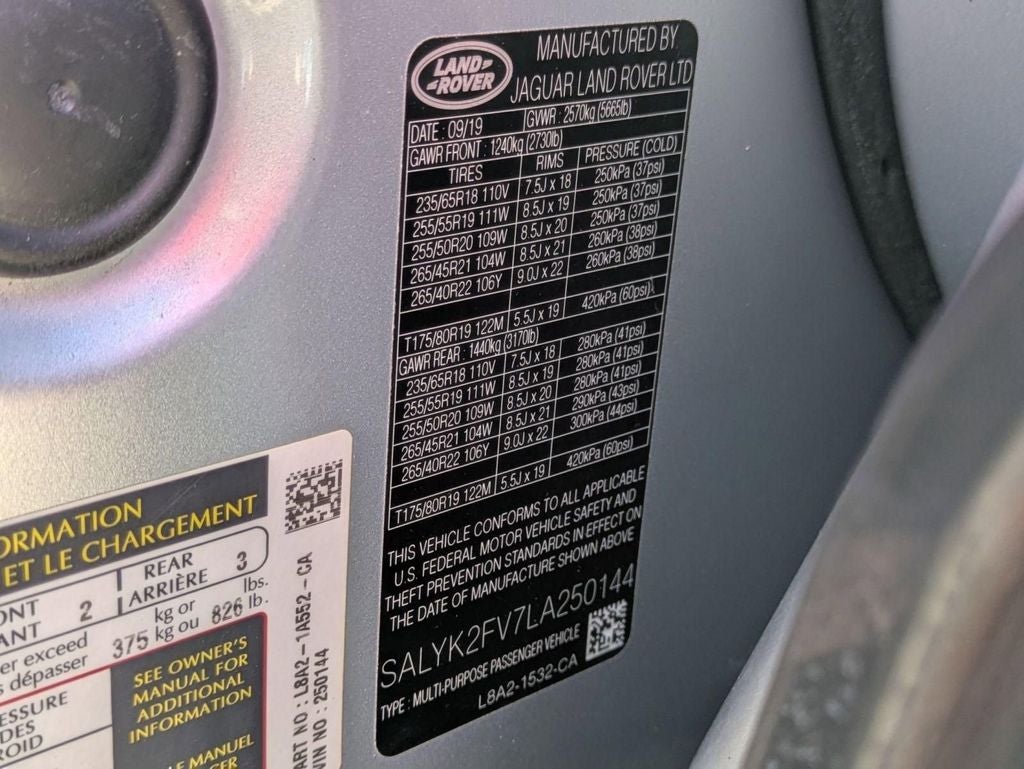 LAND-
-ROVER
MANUFACTURED BY
JAGUAR LAND ROVER LTD
DATE : 09/19 GVWR : 2570kg (5665lb)
GAWR FRONT : 1240kg (2730lb)
TIRES RIMS PRESSURE (COLD)
235/65R18 110V 7.5J x 18 250kPa (37psi)
255/55R19 111W 8.5J x 19 250kPa (37psi)
255/50R20 109W 8.5J x 20 250kPa (37psi)
265/45R21 104W 8.5J x 21 260kPa (38psi)
265/40R22 106Y 9.0J x 22 260kPa (38psi)
T175/80R19 122M 5.5J x 19 420kPa (60psi)
GAWR REAR : 1440kg (3170lb)
235/65R18 110V 7.5J x 18 280kPa (41psi)
255/55R19 111W 8.5J x 19 280kPa (41psi)
255/50R20 109W 8.5J x 20 280kPa (41psi)
265/45R21 104W 8.5J x 21 290kPa (43psi)
265/40R22 106Y 9.0J x 22 300kPa (44psi)
T175/80R19 122M 5.5J x 19 420kPa (60psi)
THIS VEHICLE CONFORMS TO ALL APPLICABLE
U.S. FEDERAL MOTOR VEHICLE SAFETY AND
THEFT PREVENTION STANDARDS IN EFFECT ON
THE DATE OF MANUFACTURE SHOWN ABOVE
SALYK2FV7LA250144
TYPE : MULTI-PURPOSE PASSENGER VEHICLE
L8A2-1532-CA
ORMATION
ET LE CHARGEMENT
ONT 2 REAR 3
ANT ARRIÈRE
er exceed 375 kg or 826 lbs.
s dépasser kg ou lb.
SEE OWNER'S
MANUAL FOR
ADDITIONAL
INFORMATION
ESSURE
DES
ROID
E MANUEL
GER
ART NO : L8A2-1A552-CA
VIN NO : 250144